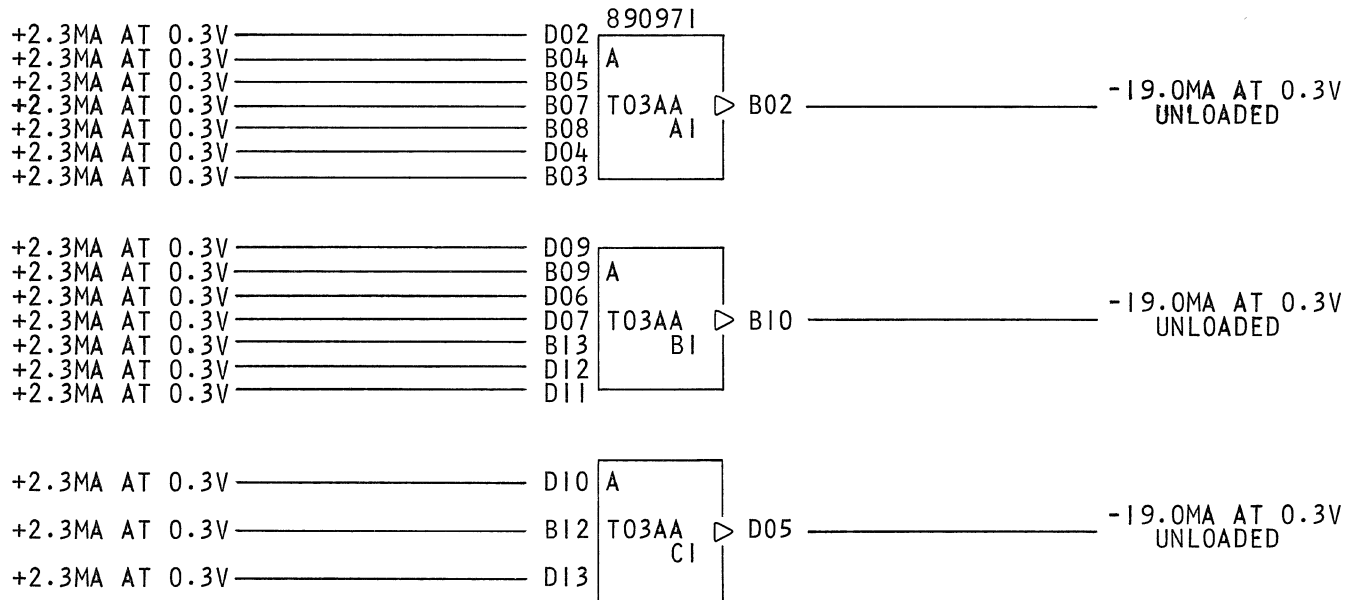 890971
+2.3MA AT 0.3V D02
+2.3MA AT 0.3V B04 A
+2.3MA AT 0.3V B05
+2.3MA AT 0.3V B07 T03AA B02 -19.0MA AT 0.3V
+2.3MA AT 0.3V B08 A1 UNLOADED
+2.3MA AT 0.3V D04
+2.3MA AT 0.3V B03
+2.3MA AT 0.3V D09
+2.3MA AT 0.3V B09 A
+2.3MA AT 0.3V D06
+2.3MA AT 0.3V D07 T03AA B10 -19.0MA AT 0.3V
+2.3MA AT 0.3V B13 B1 UNLOADED
+2.3MA AT 0.3V D12
+2.3MA AT 0.3V D11
+2.3MA AT 0.3V D10 A
+2.3MA AT 0.3V B12 T03AA D05 -19.0MA AT 0.3V
C1 UNLOADED
+2.3MA AT 0.3V D13